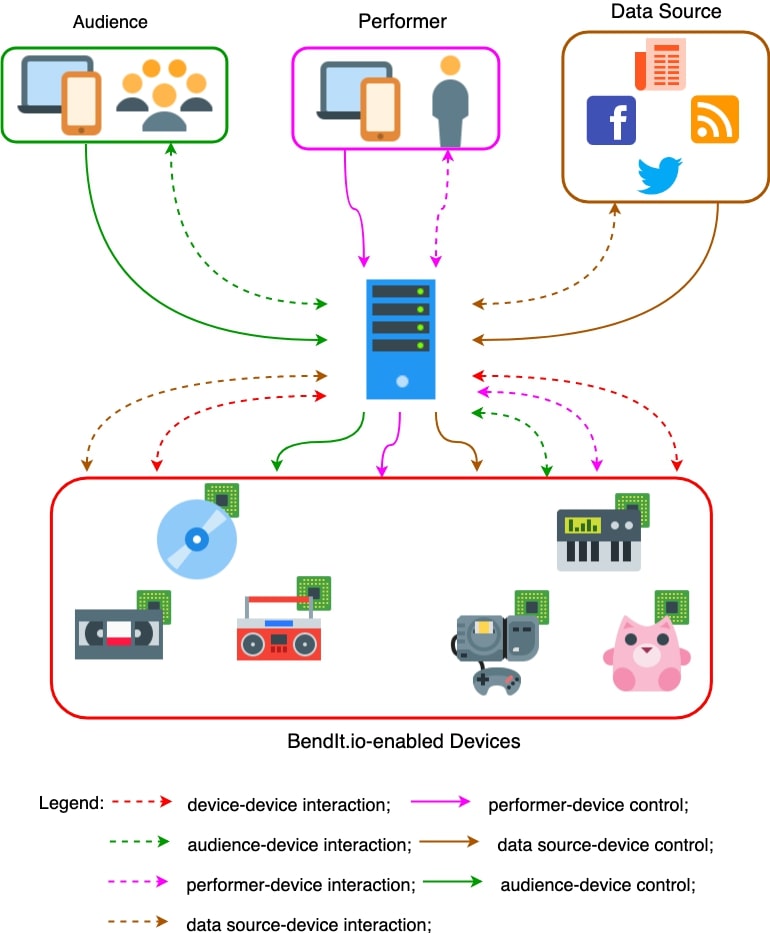 Audience
Performer
Data Source
f
BendIt.io-enabled Devices
Legend: device-device interaction; performer-device control;
audience-device interaction; data source-device control;
performer-device interaction; audience-device control;
data source-device interaction;